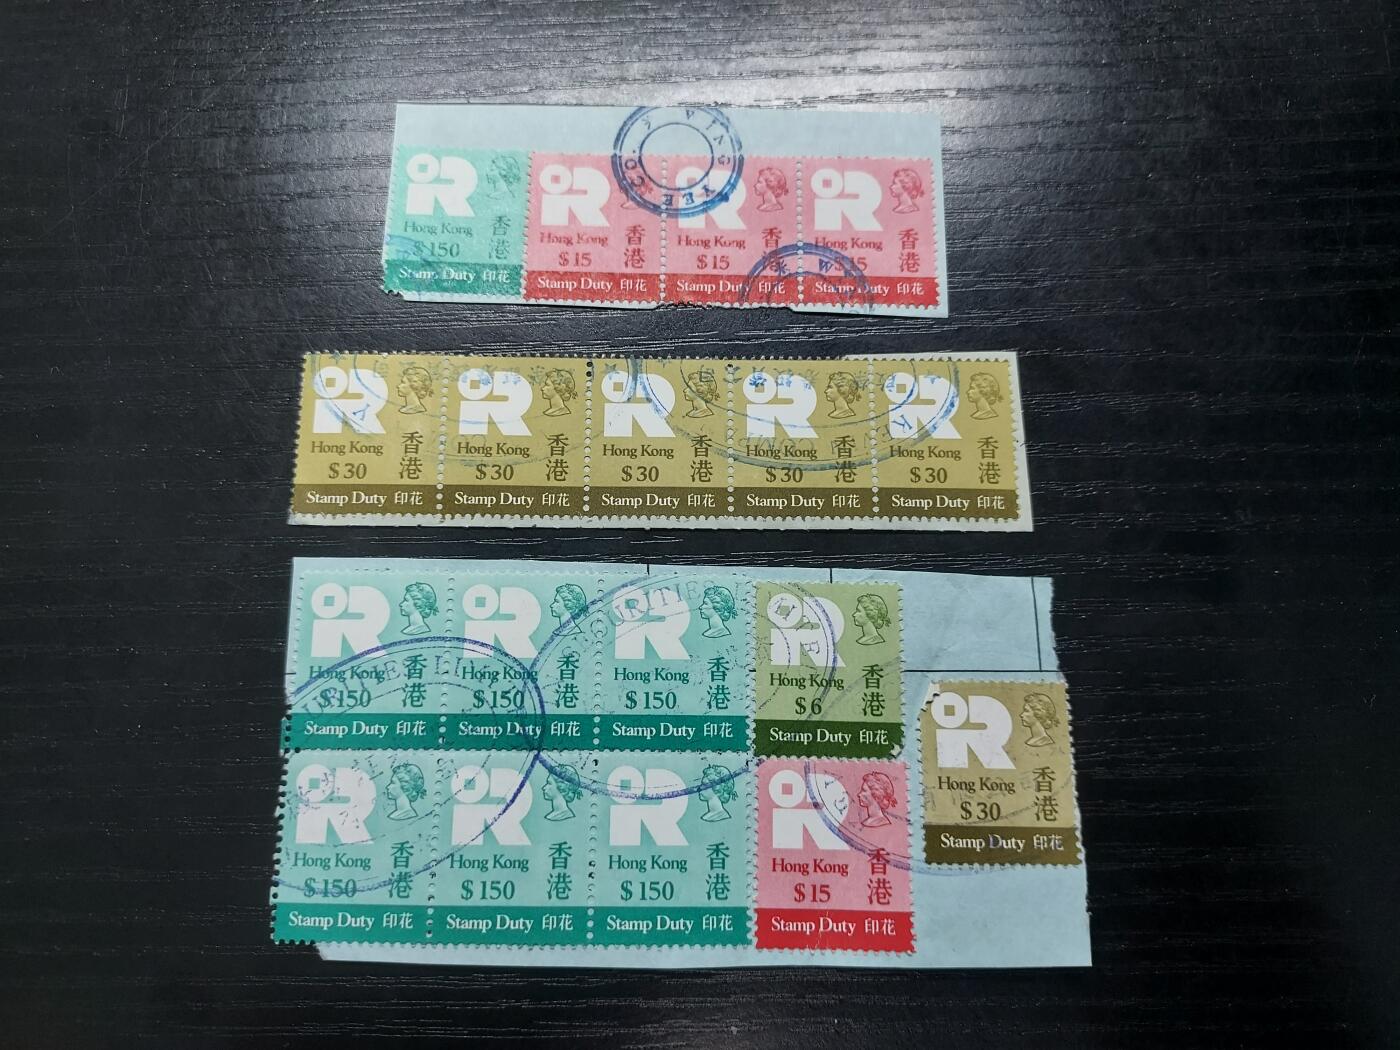 Hong Kong 香港
$150
Stamp Duty 印花
Hong Kong 香港
$15
Stamp Duty 印花
Hong Kong 香港
$15
Stamp Duty 印花
Hong Kong 香港
$15
Stamp Duty 印花
YEE CO.
Hong Kong 香港
$30
Stamp Duty 印花
Hong Kong 香港
$30
Stamp Duty 印花
Hong Kong 香港
$30
Stamp Duty 印花
Hong Kong 香港
$30
Stamp Duty 印花
Hong Kong 香港
$30
Stamp Duty 印花
Hong Kong 香港
$150
Stamp Duty 印花
Hong Kong 香港
$150
Stamp Duty 印花
Hong Kong 香港
$150
Stamp Duty 印花
Hong Kong 香港
$6
Stamp Duty 印花
Hong Kong 香港
$150
Stamp Duty 印花
Hong Kong 香港
$150
Stamp Duty 印花
Hong Kong 香港
$150
Stamp Duty 印花
Hong Kong 香港
$15
Stamp Duty 印花
Hong Kong 香港
$30
Stamp Duty 印花